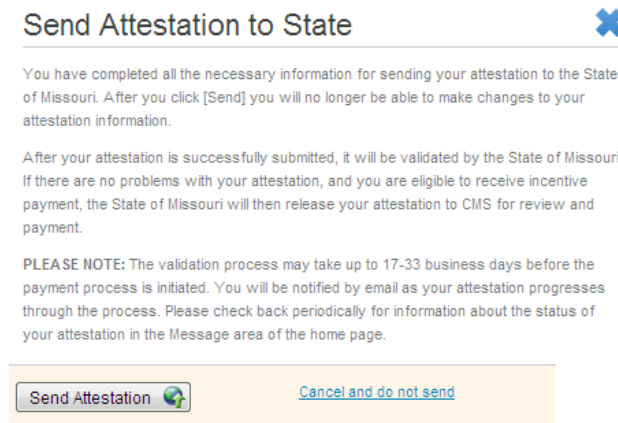 Send Attestation to State
You have completed all the necessary information for sending your attestation to the State
of Missouri. After you click [Send] you will no longer be able to make changes to your
attestation information.
After your attestation is successfully submitted, it will be validated by the State of Missouri
If there are no problems with your attestation, and you are eligible to receive incentive
payment, the State of Missouri will then release your attestation to CMS for review and
payment.
PLEASE NOTE: The validation process may take up to 17-33 business days before the
payment process is initiated. You will be notified by email as your attestation progresses
through the process. Please check back periodically for information about the status of
your attestation in the Message area of the home page.
Send Attestation Cancel and do not send